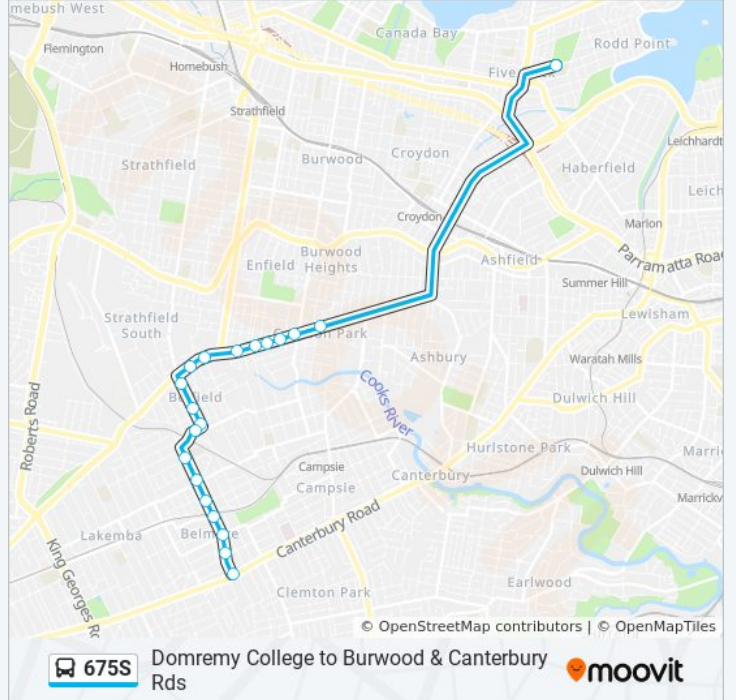 mebush West
Canada Bay
Rodd Point
Flemington
Five
Homebush
Strathfield
Leichhardt
Strathfield
Burwood
Croydon
Haberfield
Leich
Croydon
Marion
Burwood
Heights
Enfield
Ashfield
Parramatta Road
Summer Hill
Strathfield
South
Lewisham
Park
Ashbury
Waratah Mills
Cooks River
Dulwich Hill
Roberts Road
Hurlstone Park
Marri
Campsie
Canterbury
Dulwich Hill
Campsie
Marrickv
Lakemba
Canterbury Road
King Georges R
Earlwood
Clemton Park
© OpenStreetMap contributors | © OpenMapTiles
675S
Domremy College to Burwood & Canterbury
Rds
moovit